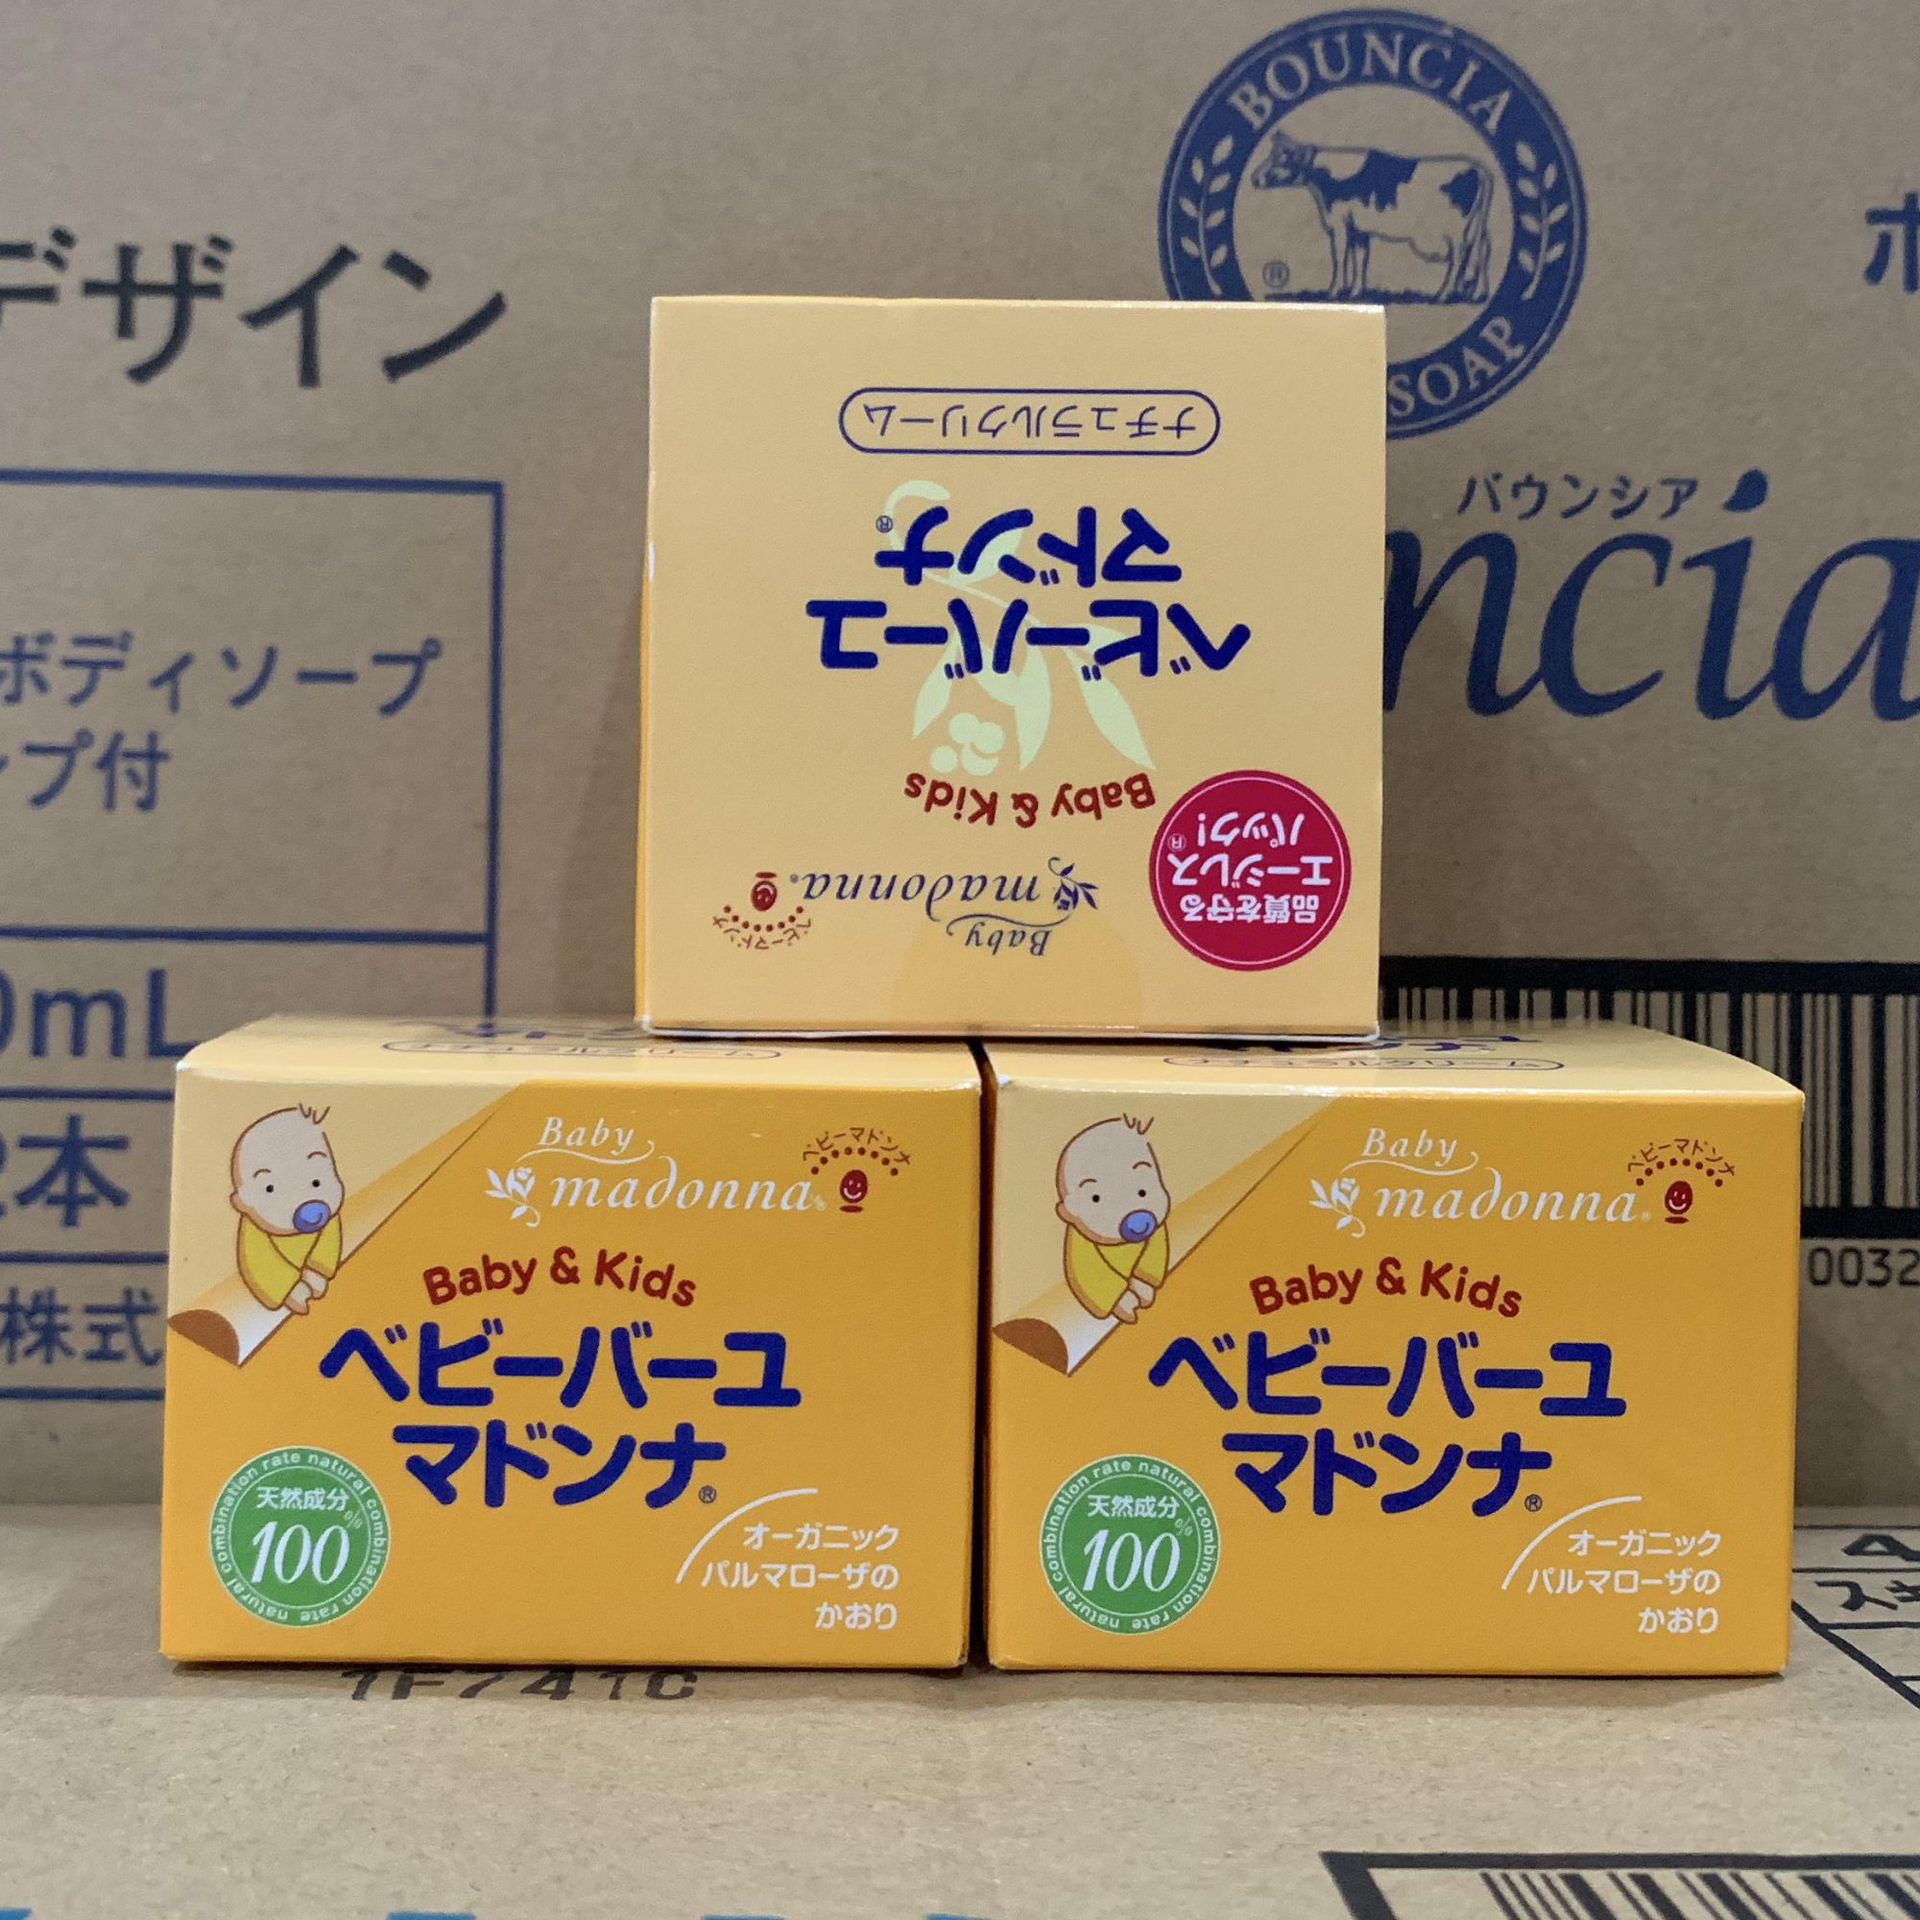 BOUNCIA
SOAP
®
デザイン
バウンシア
ncia
ボディソープ
プ付
0mL
本
株式
0032
ナチュラルクリーム
ベビーバーユ
マドンナ®
Baby & Kids
品質を守る
エージレス®
パック!
Baby
madonna®
ベビーマドンナ
Baby
madonna®
ベビーマドンナ
Baby & Kids
ベビーバーユ
マドンナ®
combination rate natural combination rate natural
天然成分
100%
オーガニック
パルマローザの
かおり
Baby
madonna®
ベビーマドンナ
Baby & Kids
ベビーバーユ
マドンナ®
combination rate natural combination rate natural
天然成分
100%
オーガニック
パルマローザの
かおり